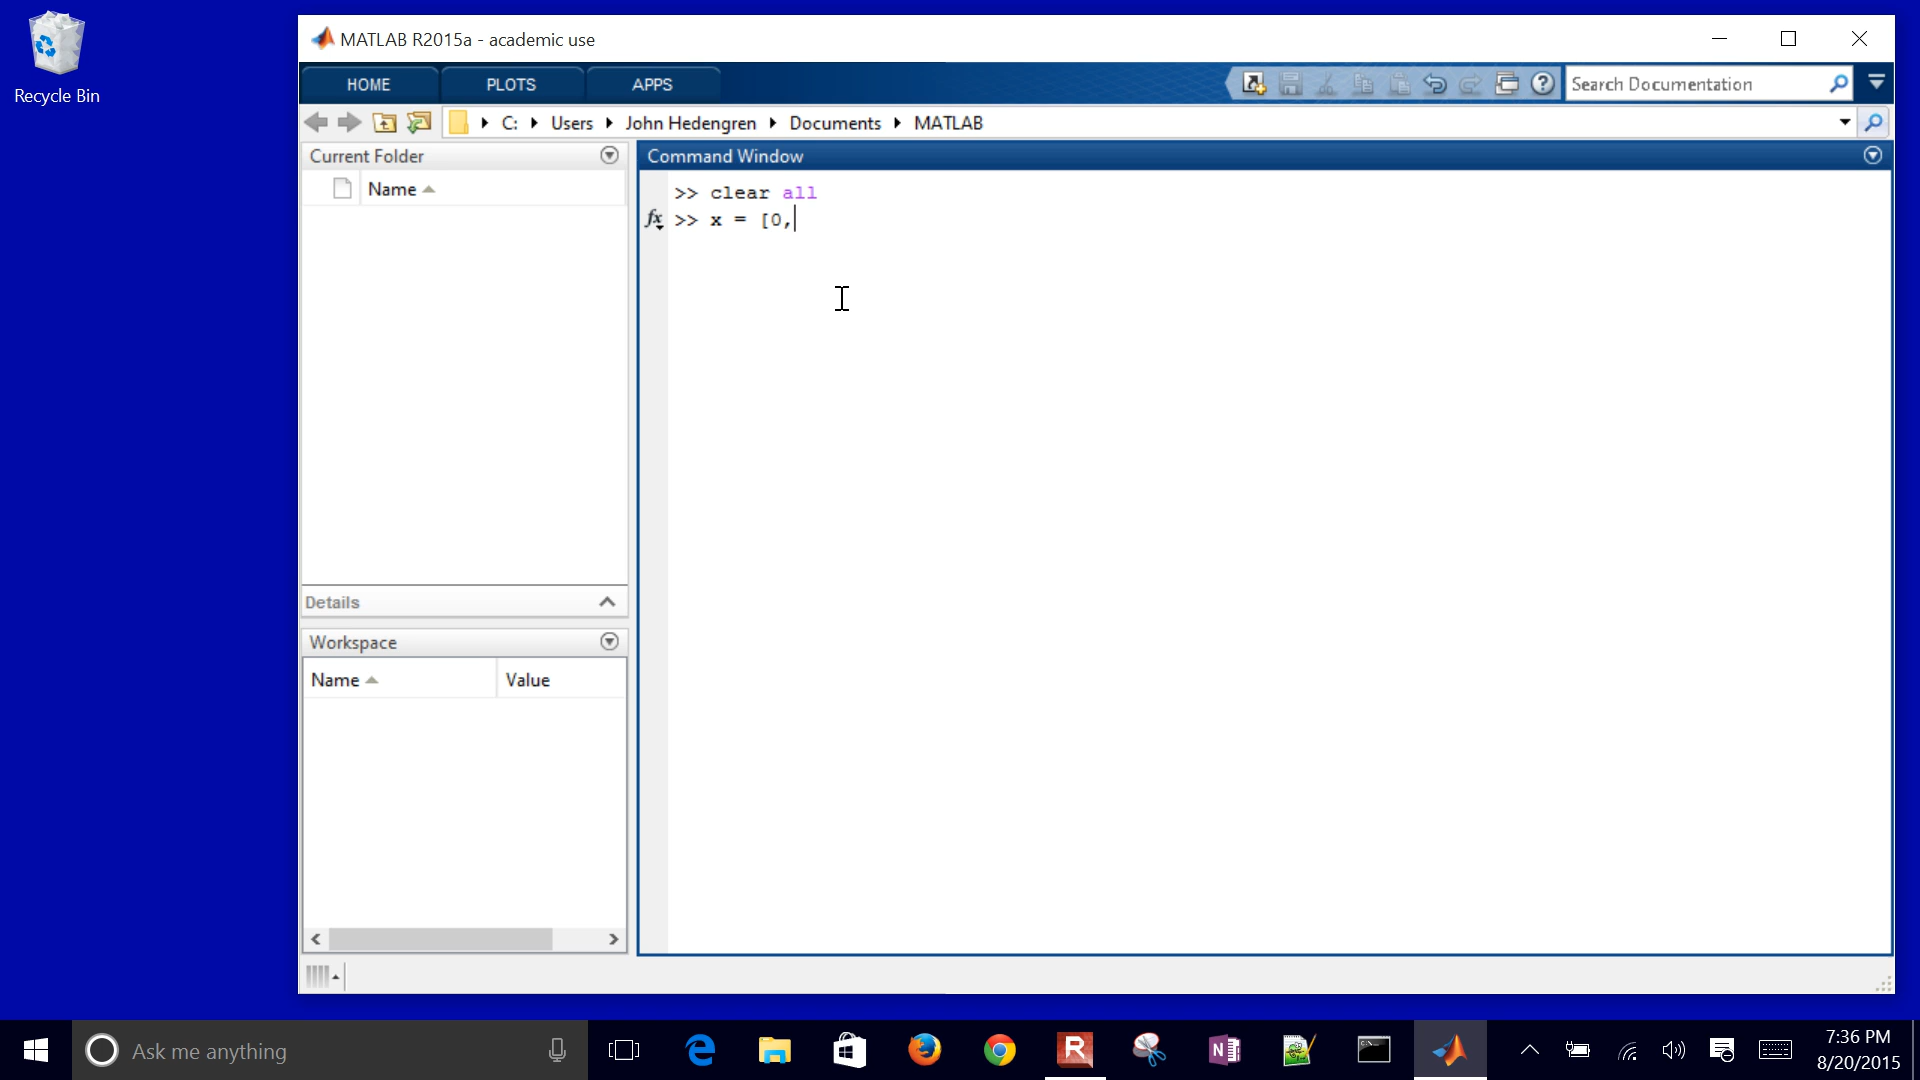 Recycle Bin
MATLAB R2015a - academic use
HOME PLOTS APPS Search Documentation
C: Users John Hedengren Documents MATLAB
Current Folder
Name
Command Window
>> clear all
fx >> x = [0,
Details
Workspace
Name Value
Ask me anything
7:36 PM
8/20/2015